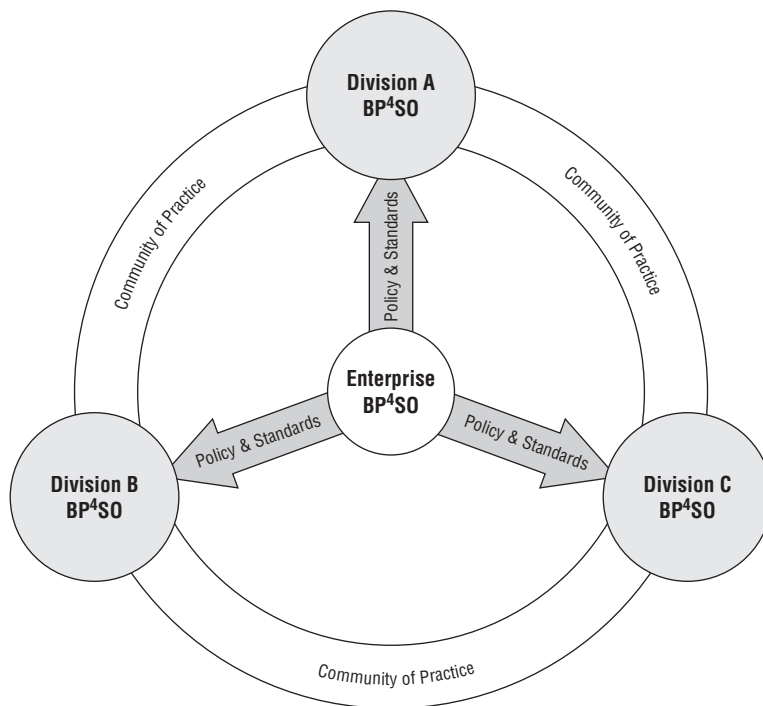 Division A
BP⁴SO
Community of Practice
Community of Practice
Policy & Standards
Enterprise
BP⁴SO
Policy & Standards
Policy & Standards
Division B
BP⁴SO
Division C
BP⁴SO
Community of Practice